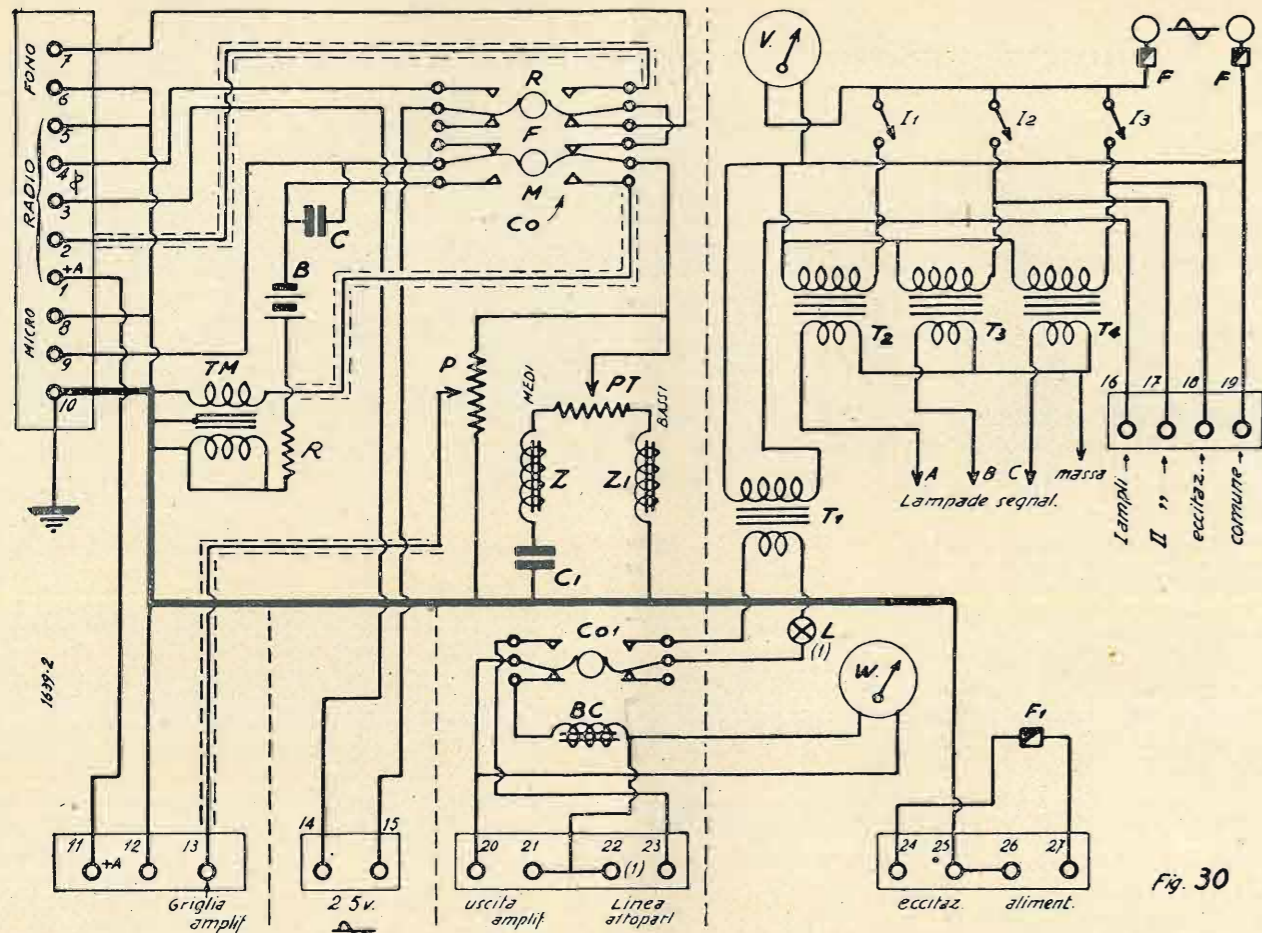 FONO
7
6
RADIO
5
4
3
2
+A
1
MICRO
8
9
10
TM
R
B
C
R
F
M
Co
P
MEDI
PT
BASSI
Z
Z1
C1
V.
F
F
I1
I2
I3
T2
T3
T4
A
B
C
massa
Lampade segnal.
T1
16
17
18
19
I ampli
II "
eccitaz.
comune
Co1
L
(1)
W.
BC
F1
1639-2
11
+A
12
13
Griglia
amplif
14
15
2 5v.
20
21
22
(1)
23
uscita
amplif.
Linea
altoparl
24
25
26
27
eccitaz.
aliment.
Fig. 30